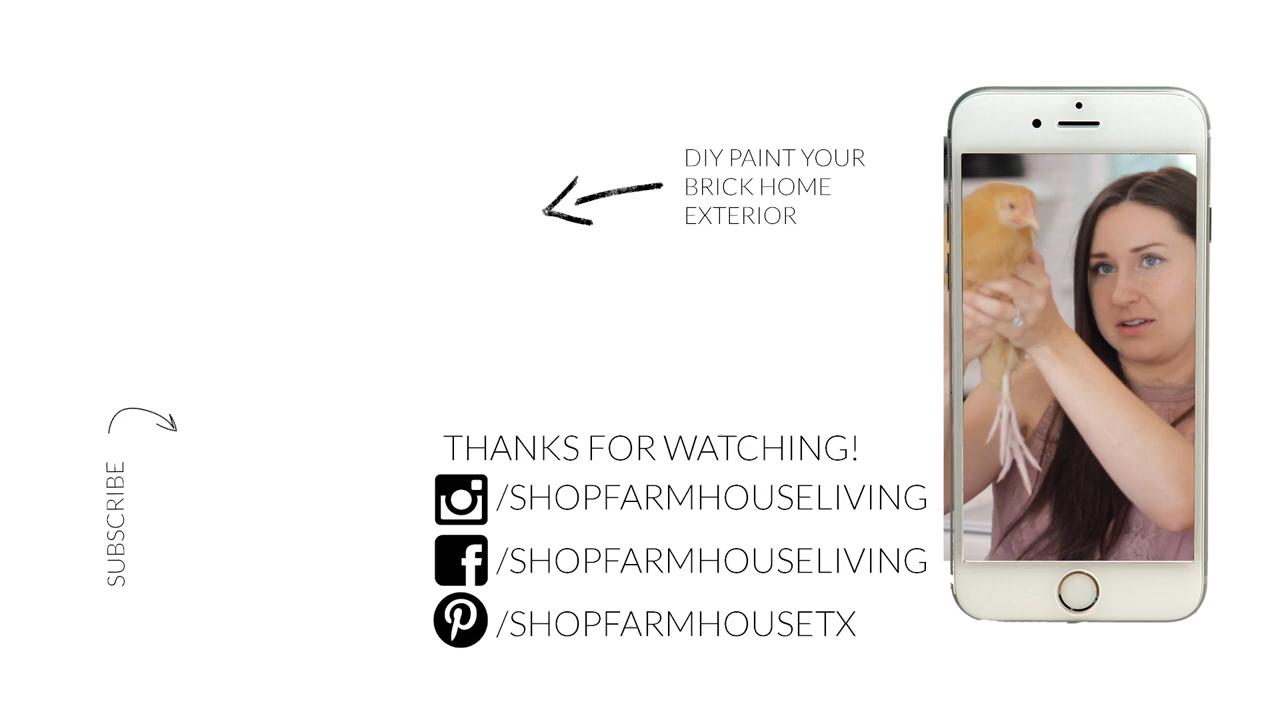 DIY PAINT YOUR
BRICK HOME
EXTERIOR
SUBSCRIBE
THANKS FOR WATCHING!
/SHOPFARMHOUSELIVING
/SHOPFARMHOUSELIVING
/SHOPFARMHOUSETX